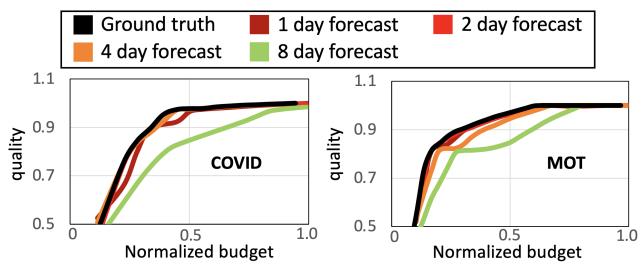 Ground truth 1 day forecast 2 day forecast
4 day forecast 8 day forecast
1.1
0.9
0.7
0.5
quality
COVID
0 0.5 1.0
Normalized budget
1.1
0.9
0.7
0.5
quality
MOT
0 0.5 1.0
Normalized budget